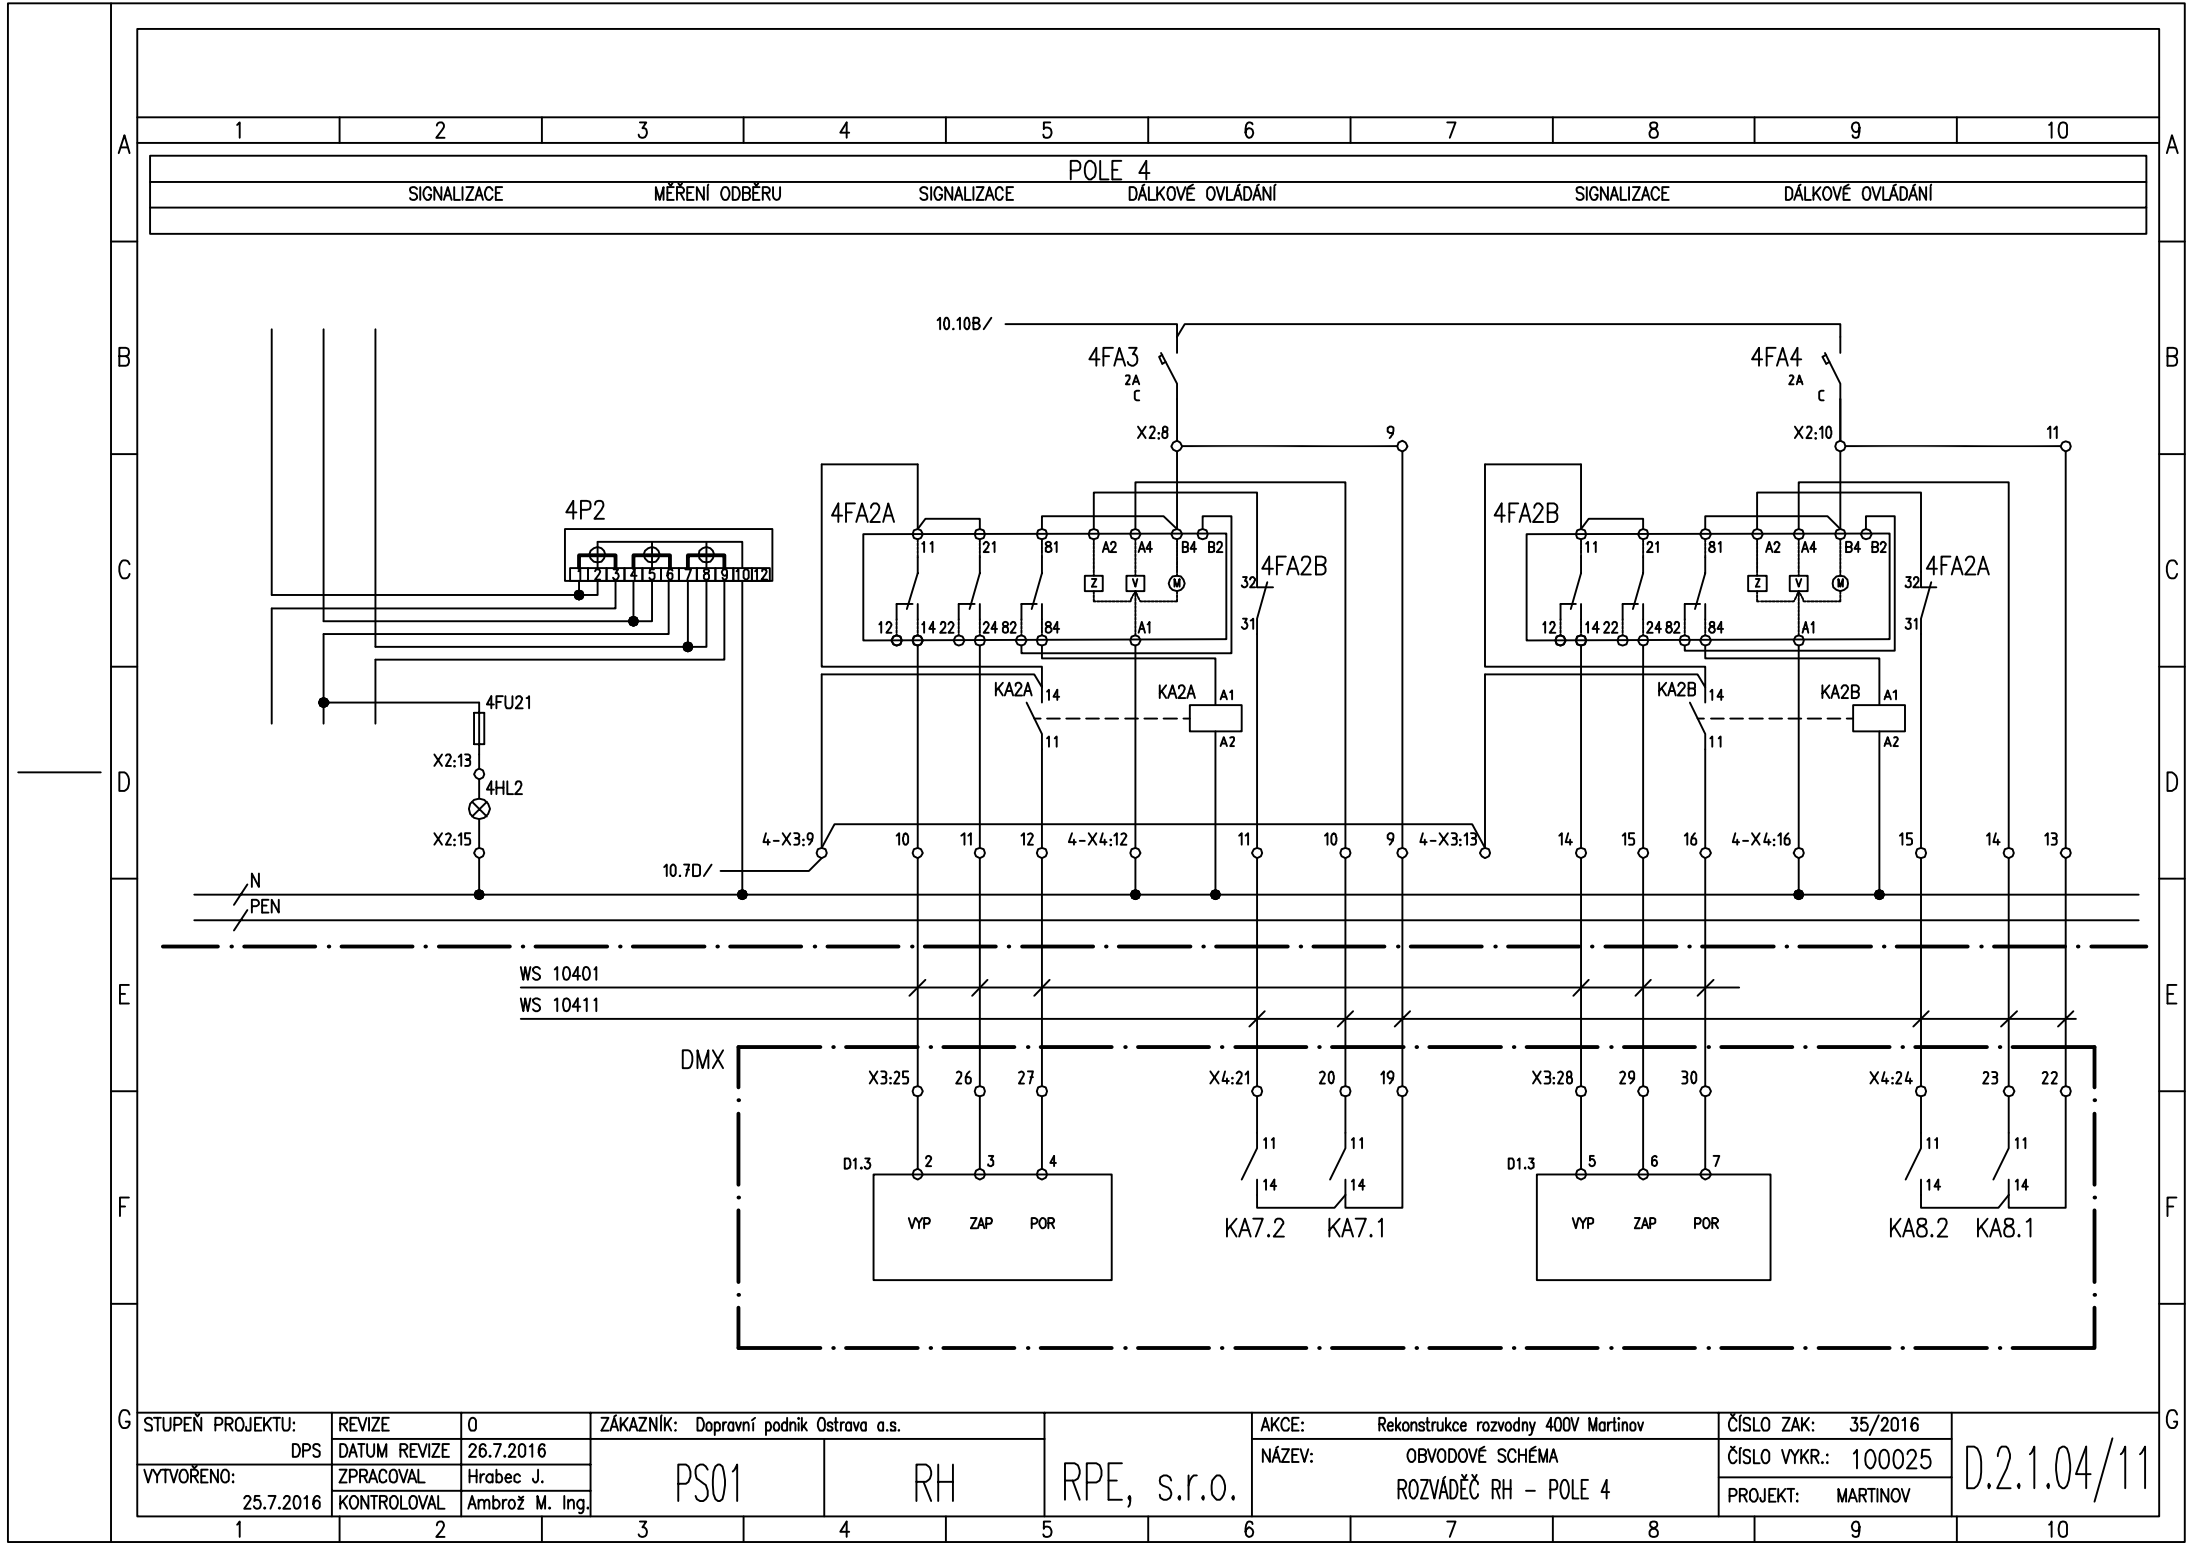 1 2 3 4 5 6 7 8 9 10
A A
POLE 4
SIGNALIZACE MĚŘENÍ ODBĚRU SIGNALIZACE DÁLKOVÉ OVLÁDÁNÍ SIGNALIZACE DÁLKOVÉ OVLÁDÁNÍ
10.10B/
B 4FA3 4FA4 B
2A 2A
C C
X2:8 9 X2:10 11
4P2 4FA2A 4FA2B
11 21 81 A2 A4 B4 B2 11 21 81 A2 A4 B4 B2
C 4FA2B 4FA2A C
1 2 3 4 5 6 7 8 9 10 12
Z V M 32 Z V M 32
12 14 22 24 82 84 A1 31 12 14 22 24 82 84 A1 31
KA2A 14 KA2A A1 KA2B 14 KA2B A1
4FU21
11 A2 11 A2
X2:13
D D
4HL2
X2:15 4-X3:9 10 11 12 4-X4:12 11 10 9 4-X3:13 14 15 16 4-X4:16 15 14 13
10.7D/
N
PEN
WS 10401
E E
WS 10411
DMX
X3:25 26 27 X4:21 20 19 X3:28 29 30 X4:24 23 22
11 11 11 11
D1.3 2 3 4 D1.3 5 6 7
14 14 14 14
F F
VYP ZAP POR KA7.2 KA7.1 VYP ZAP POR KA8.2 KA8.1
G G
STUPEŇ PROJEKTU: REVIZE 0 ZÁKAZNÍK: Dopravní podnik Ostrava a.s. AKCE: Rekonstrukce rozvodny 400V Martinov ČÍSLO ZAK: 35/2016
DPS DATUM REVIZE 26.7.2016 NÁZEV: OBVODOVÉ SCHÉMA ČÍSLO VYKR.: 100025
VYTVOŘENO: ZPRACOVAL Hrabec J. PS01 RH RPE, s.r.o. ROZVÁDĚČ RH – POLE 4 D.2.1.04/11
25.7.2016 KONTROLOVAL Ambrož M. Ing. PROJEKT: MARTINOV
1 2 3 4 5 6 7 8 9 10